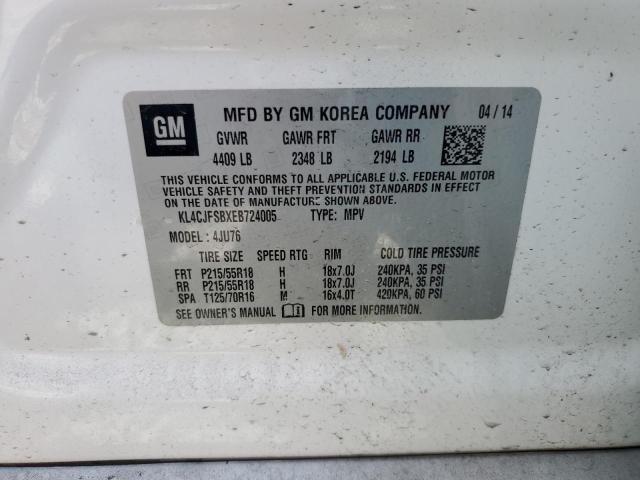 GM
MFD BY GM KOREA COMPANY 04 / 14
GVWR GAWR FRT GAWR RR
4409 LB 2348 LB 2194 LB
THIS VEHICLE CONFORMS TO ALL APPLICABLE U.S. FEDERAL MOTOR
VEHICLE SAFETY AND THEFT PREVENTION STANDARDS IN EFFECT
ON THE DATE OF MANUFACTURE SHOWN ABOVE.
KL4CJFSBXEB724005 TYPE: MPV
MODEL : 4JU76
TIRE SIZE SPEED RTG RIM COLD TIRE PRESSURE
FRT P215/55R18 H 18x7.0J 240KPA, 35 PSI
RR P215/55R18 H 18x7.0J 240KPA, 35 PSI
SPA T125/70R16 M 16x4.0T 420KPA, 60 PSI
SEE OWNER'S MANUAL FOR MORE INFORMATION.